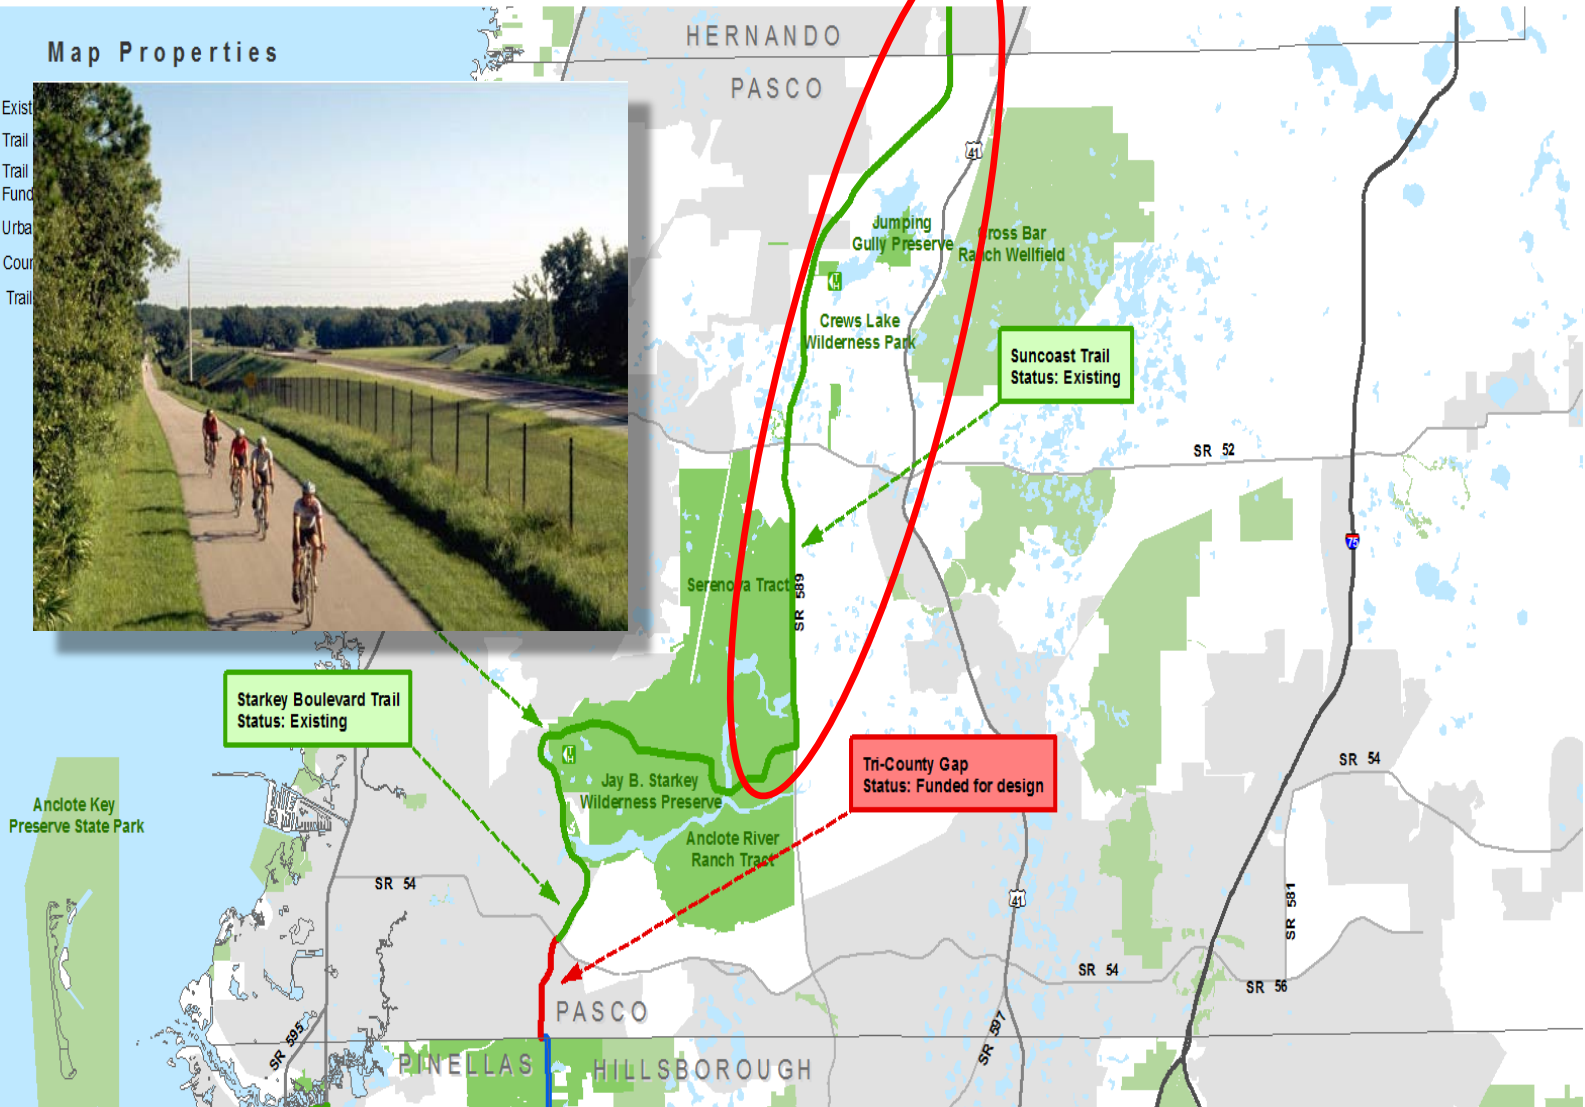 Map Properties
Exist
Trail
Trail
Fund
Urba
Cour
Trail
HERNANDO
PASCO
41
Jumping
Gully Preserve
Cross Bar
Ranch Wellfield
TH
Crews Lake
Wilderness Park
Suncoast Trail
Status: Existing
SR 52
75
Serenova Tract
SR 589
Starkey Boulevard Trail
Status: Existing
TH
Jay B. Starkey
Wilderness Preserve
Tri-County Gap
Status: Funded for design
SR 54
Anclote Key
Preserve State Park
Anclote River
Ranch Tract
SR 54
41
SR 581
SR 54
SR 56
PASCO
SR 595
SR 597
PINELLAS
HILLSBOROUGH